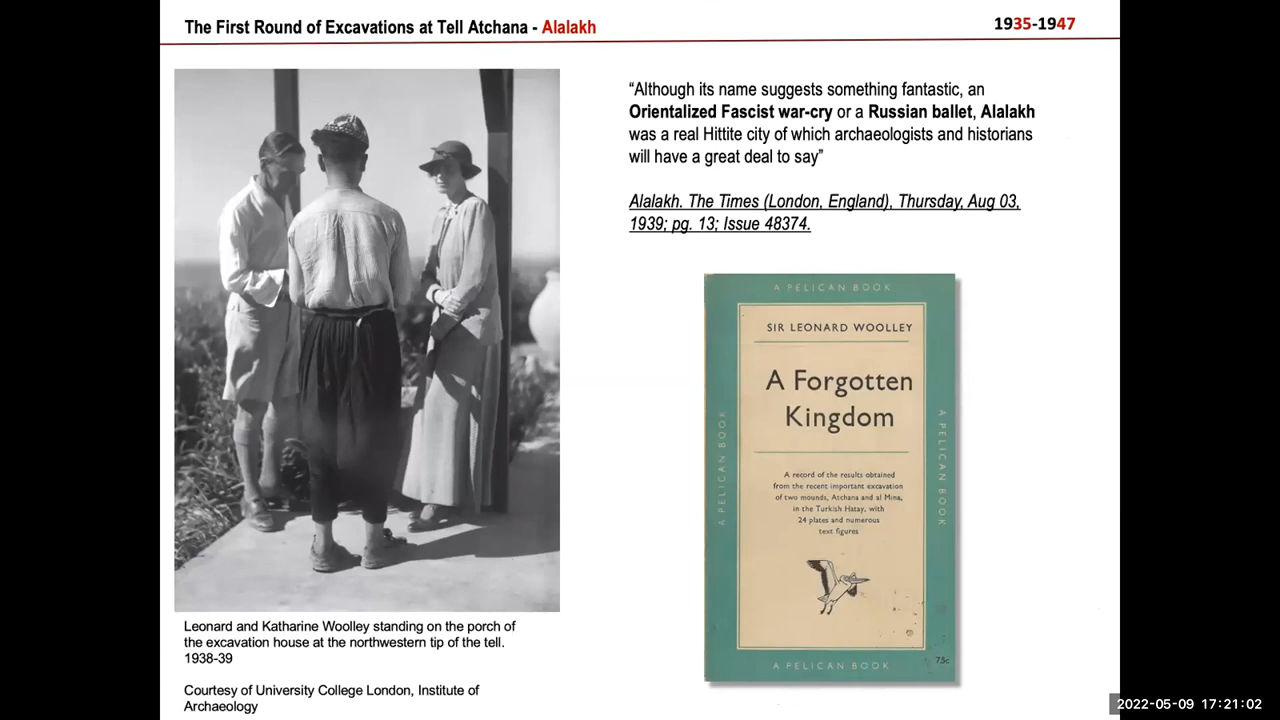 The First Round of Excavations at Tell Atchana - Alalakh
1935-1947
“Although its name suggests something fantastic, an
Orientalized Fascist war-cry or a Russian ballet, Alalakh
was a real Hittite city of which archaeologists and historians
will have a great deal to say”
Alalakh. The Times (London, England), Thursday, Aug 03,
1939; pg. 13; Issue 48374.
A PELICAN BOOK
SIR LEONARD WOOLLEY
A Forgotten
Kingdom
A PELICAN BOOK
A PELICAN BOOK
A record of the results obtained
from the recent important excavation
of two mounds, Atchana and al Mina,
in the Turkish Hatay, with
24 plates and numerous
text figures
75c
A PELICAN BOOK
Leonard and Katharine Woolley standing on the porch of
the excavation house at the northwestern tip of the tell.
1938-39
Courtesy of University College London, Institute of
Archaeology
2022-05-09 17:21:02